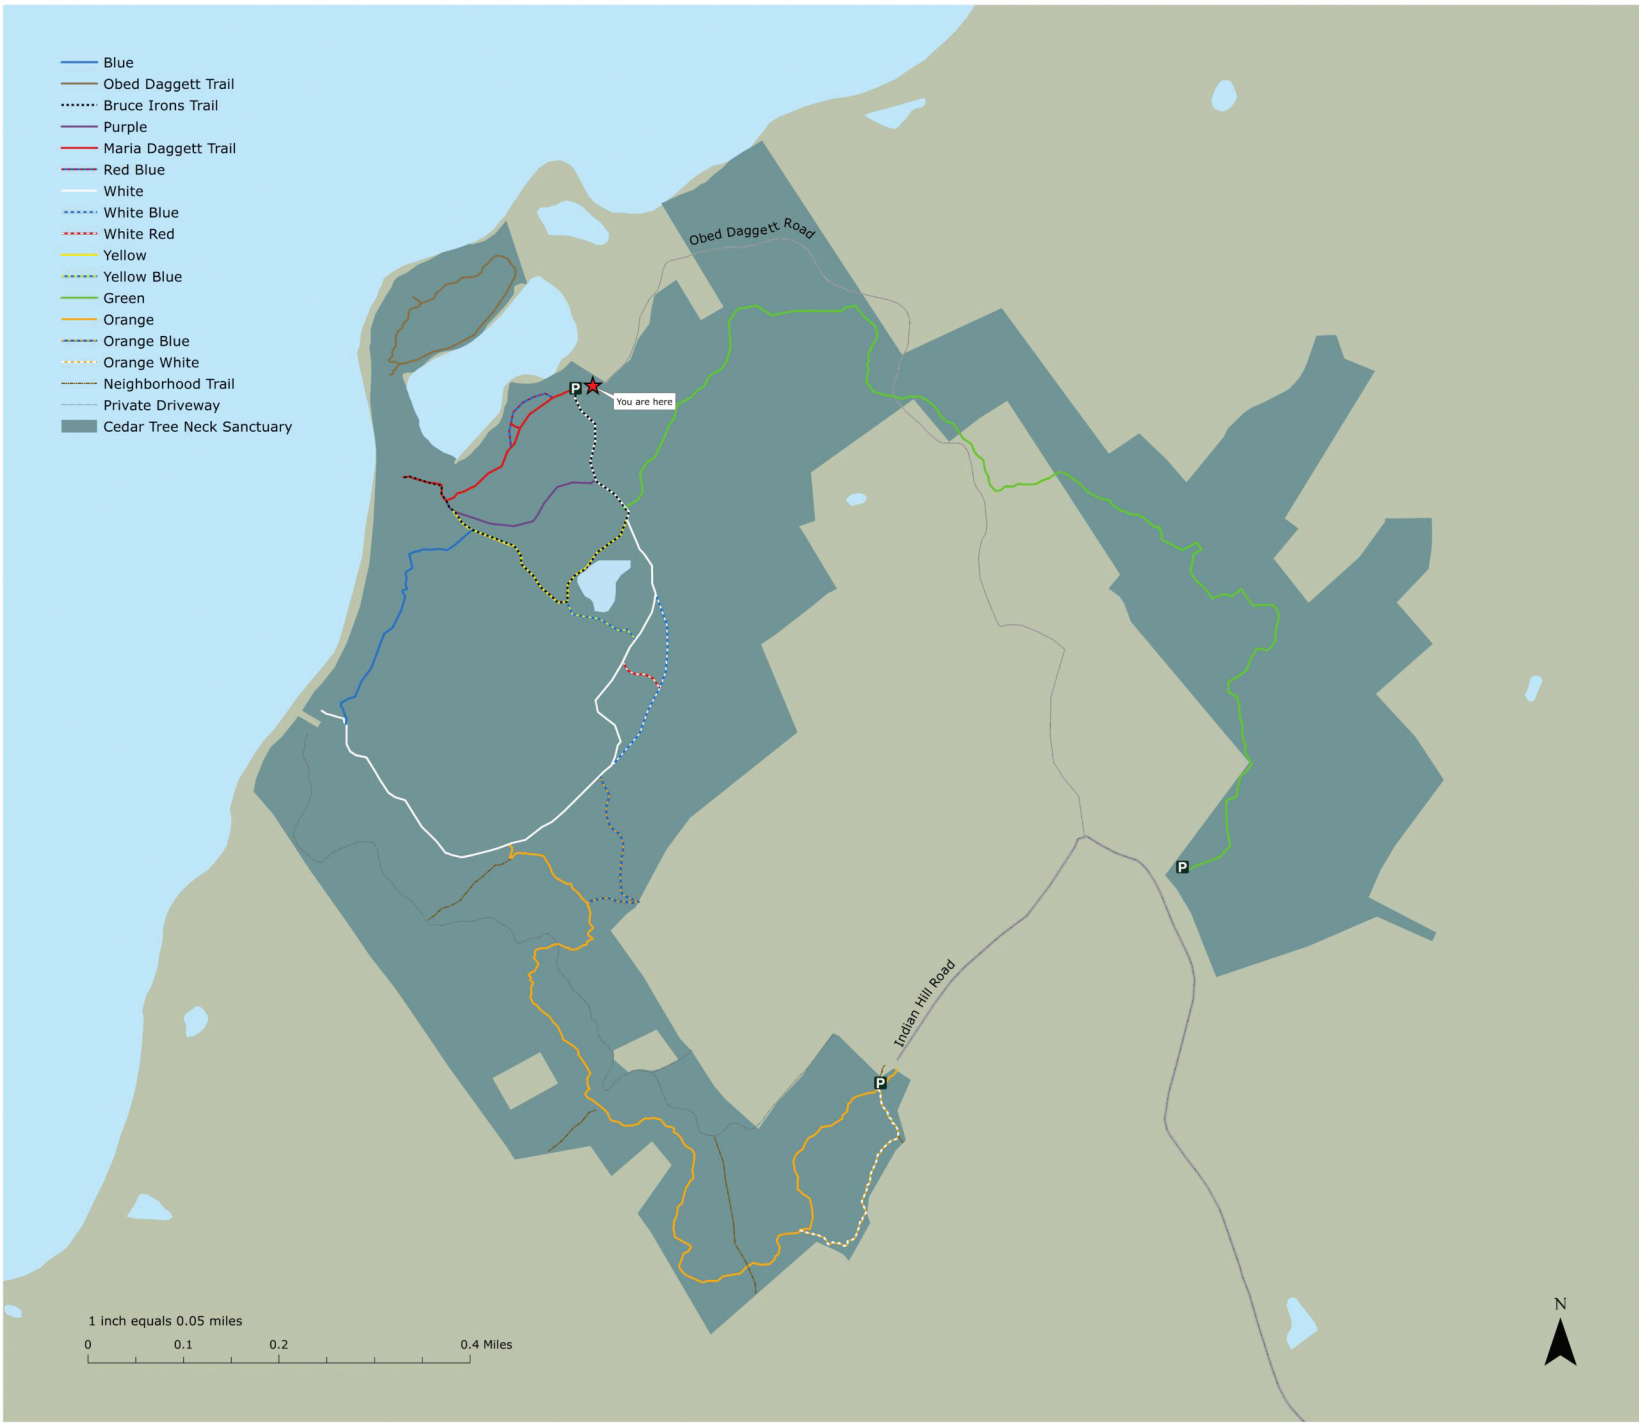 Blue
Obed Daggett Trail
Bruce Irons Trail
Purple
Maria Daggett Trail
Red Blue
White
White Blue
White Red
Yellow
Yellow Blue
Green
Orange
Orange Blue
Orange White
Neighborhood Trail
Private Driveway
Cedar Tree Neck Sanctuary
Obed Daggett Road
P
You are here
P
Indian Hill Road
P
1 inch equals 0.05 miles
0 0.1 0.2 0.4 Miles
N